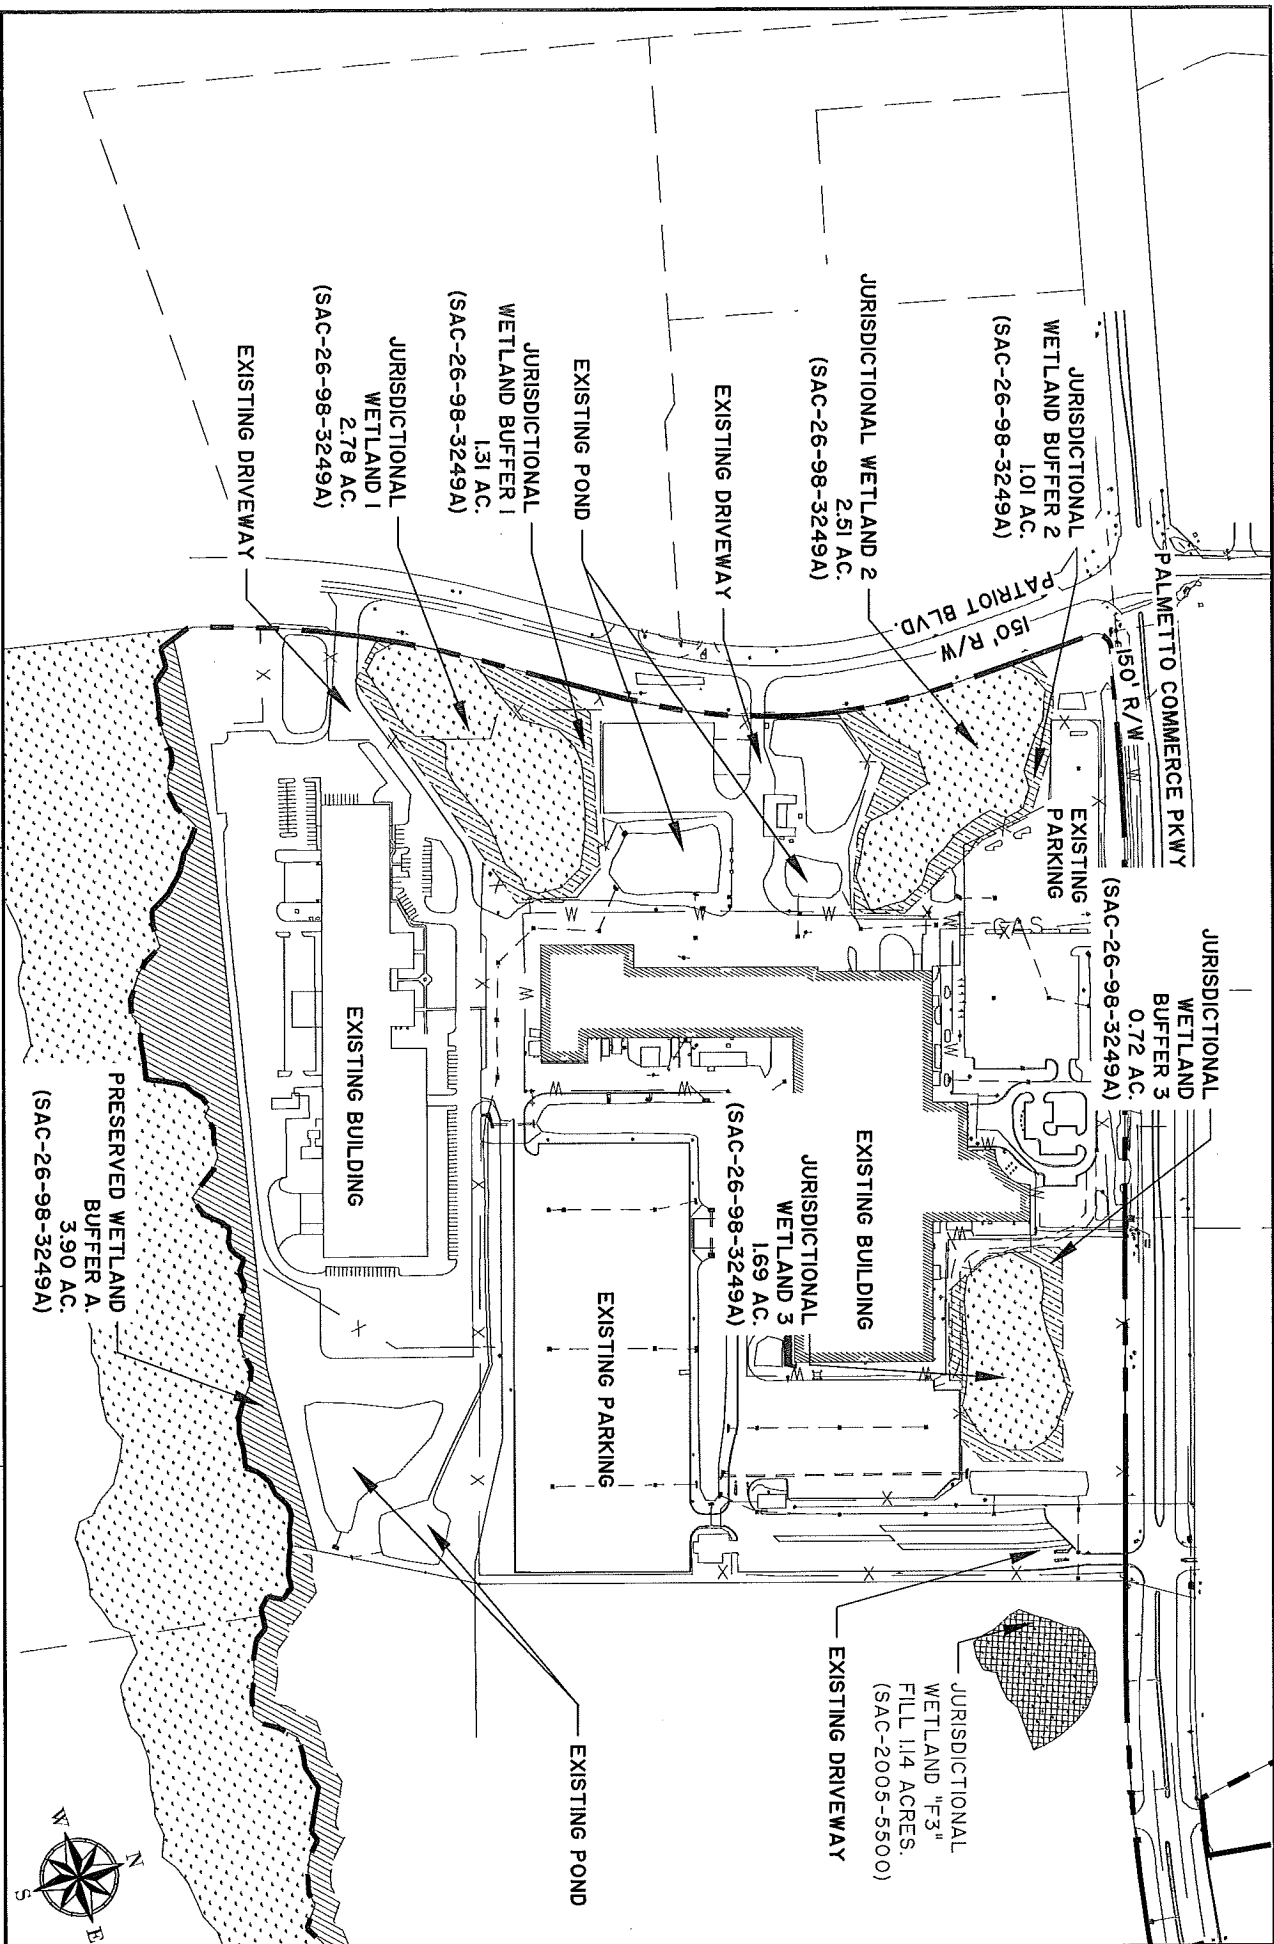 PALMETTO COMMERCE PKWY
150' R/W
PATRIOT BLVD.
150' R/W
JURISDICTIONAL
WETLAND BUFFER 2
1.01 AC.
(SAC-26-98-3249A)
JURISDICTIONAL WETLAND 2
2.51 AC.
(SAC-26-98-3249A)
EXISTING DRIVEWAY
EXISTING POND
JURISDICTIONAL
WETLAND BUFFER 1
1.31 AC.
(SAC-26-98-3249A)
JURISDICTIONAL
WETLAND 1
2.78 AC.
(SAC-26-98-3249A)
EXISTING DRIVEWAY
EXISTING
PARKING
GAS
JURISDICTIONAL
WETLAND
BUFFER 3
0.72 AC.
(SAC-26-98-3249A)
EXISTING BUILDING
JURISDICTIONAL
WETLAND 3
1.69 AC.
(SAC-26-98-3249A)
EXISTING BUILDING
EXISTING PARKING
PRESERVED WETLAND
BUFFER A
3.90 AC.
(SAC-26-98-3249A)
JURISDICTIONAL
WETLAND "F3"
FILL 1.14 ACRES.
(SAC-2005-5500)
EXISTING DRIVEWAY
EXISTING POND
N
W
E
S